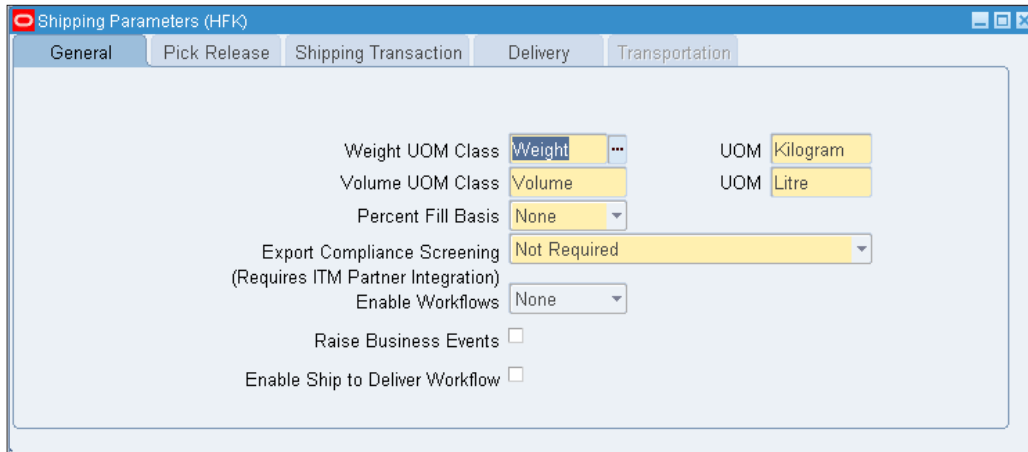 Shipping Parameters (HFK)
General Pick Release Shipping Transaction Delivery Transportation
Weight UOM Class Weight ... UOM Kilogram
Volume UOM Class Volume UOM Litre
Percent Fill Basis None
Export Compliance Screening Not Required
(Requires ITM Partner Integration)
Enable Workflows None
Raise Business Events
Enable Ship to Deliver Workflow